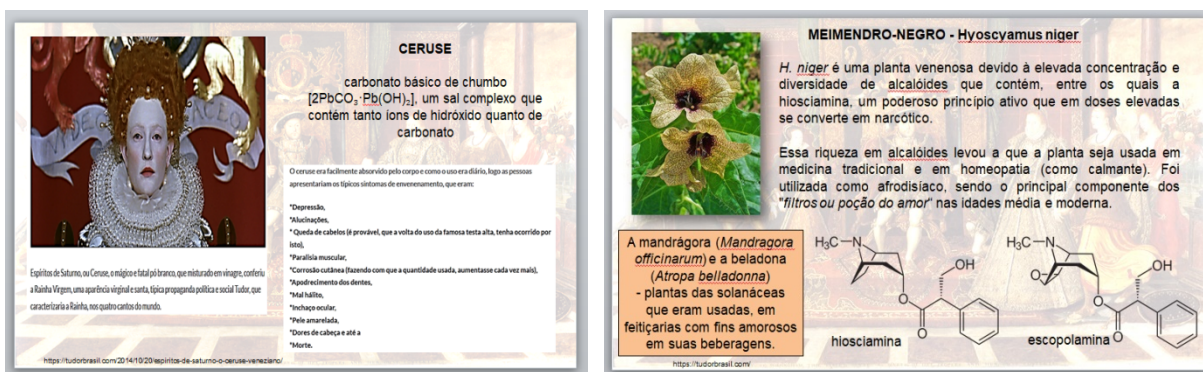 CERUSE
carbonato básico de chumbo
[2PbCO₃·Pb(OH)₂], um sal complexo que
contém tanto íons de hidróxido quanto de
carbonato
O ceruse era facilmente absorvido pelo corpo e como o uso era diário, logo as pessoas
apresentariam os típicos sintomas de envenenamento, que eram:
*Depressão,
*Alucinações,
* Queda de cabelos (é provável, que a volta do uso da famosa testa alta, tenha ocorrido por
isto),
*Paralisia muscular,
*Corrosão cutânea (fazendo com que a quantidade usada, aumentasse cada vez mais),
*Apodrecimento dos dentes,
*Mal hálito,
*Inchaço ocular,
*Pele amarelada,
*Dores de cabeça e até a
*Morte.
Espíritos de Saturno, ou Ceruse, o mágico e fatal pó branco, que misturado em vinagre, conferiu
a Rainha Virgem, uma aparência virginal e santa, típica propaganda política e social Tudor, que
caracterizaria a Rainha, nos quatro cantos do mundo.
https://tudorbrasil.com/2014/10/20/espiritos-de-saturno-o-ceruse-veneziano/
MEIMENDRO-NEGRO - Hyoscyamus niger
H. niger é uma planta venenosa devido à elevada concentração e
diversidade de alcalóides que contém, entre os quais a
hiosciamina, um poderoso princípio ativo que em doses elevadas
se converte em narcótico.
Essa riqueza em alcalóides levou a que a planta seja usada em
medicina tradicional e em homeopatia (como calmante). Foi
utilizada como afrodisíaco, sendo o principal componente dos
"filtros ou poção do amor" nas idades média e moderna.
A mandrágora (Mandragora
officinarum) e a beladona
(Atropa belladonna)
- plantas das solanáceas
que eram usadas, em
feitiçarias com fins amorosos
em suas beberagens.
H₃C N
OH
O
O
hiosciamina
H₃C N
O
OH
O
O
escopolamina
https://tudorbrasil.com/